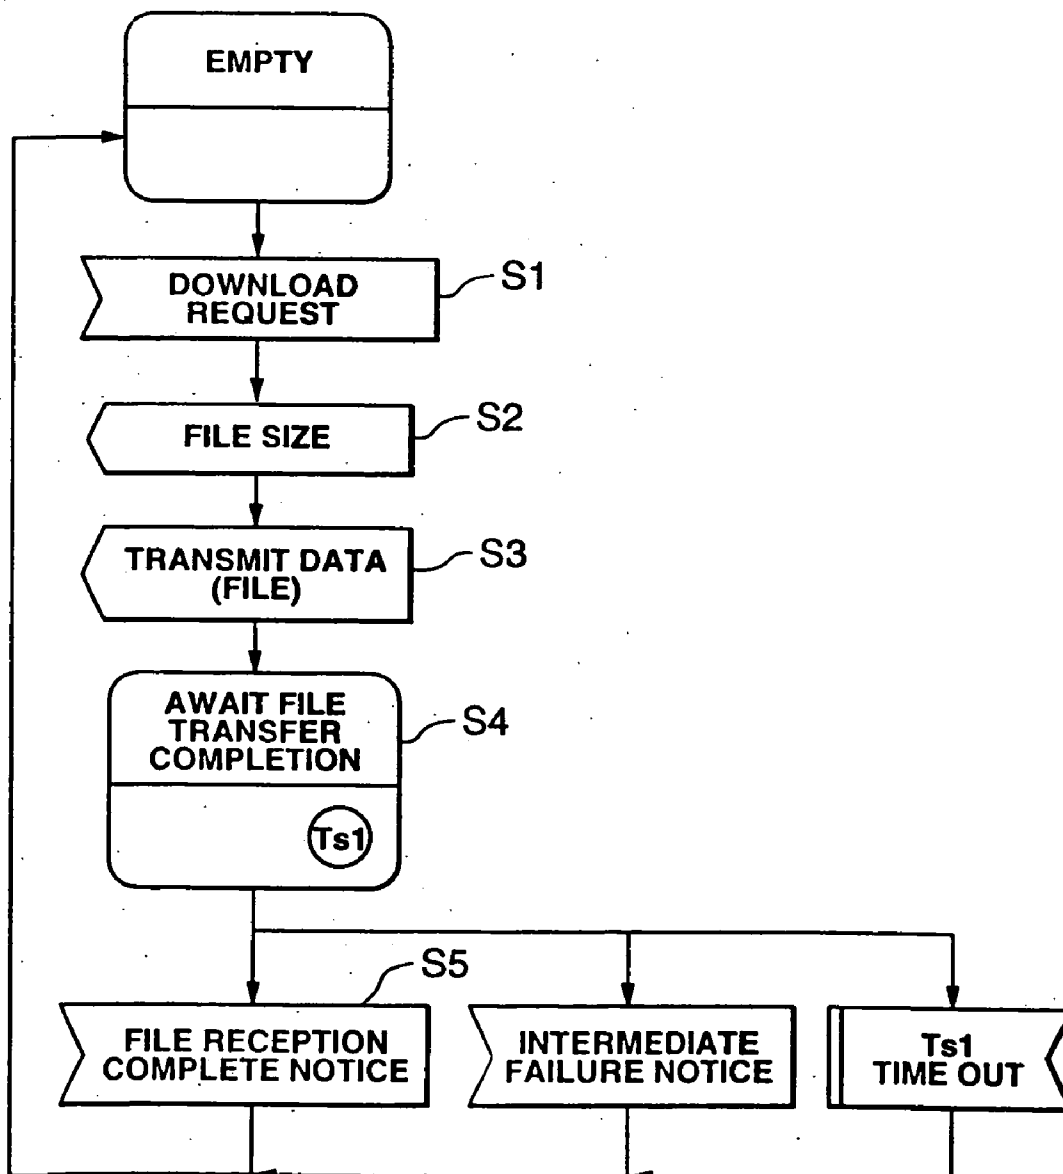 EMPTY
DOWNLOAD
REQUEST
S1
FILE SIZE
S2
TRANSMIT DATA
(FILE)
S3
AWAIT FILE
TRANSFER
COMPLETION
S4
Ts1
S5
FILE RECEPTION
COMPLETE NOTICE
INTERMEDIATE
FAILURE NOTICE
Ts1
TIME OUT